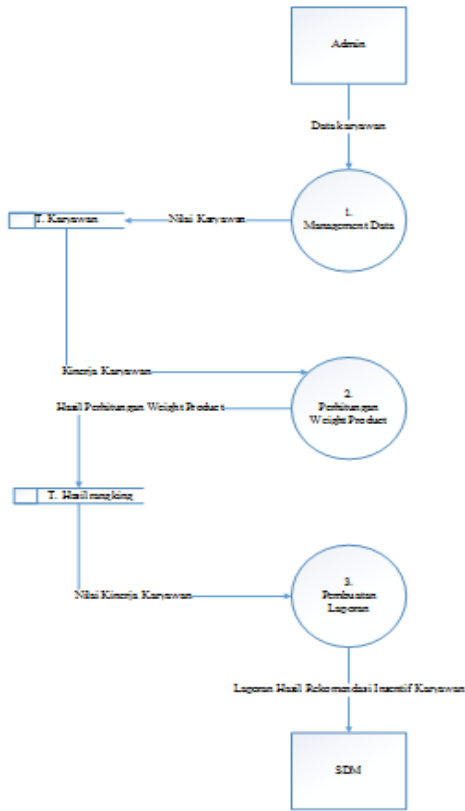 Admin
Data karyawan
1.
Management Data
Nilai Karyawan
T. Karyawan
Kinerja Karyawan
2.
Perhitungan
Weight Product
Hasil Perhitungan Weight Product
T. Hasil rangking
3.
Pembuatan
Laporan
Nilai Kinerja Karyawan
Laporan Hasil Rekomendasi Insentif Karyawan
SDM